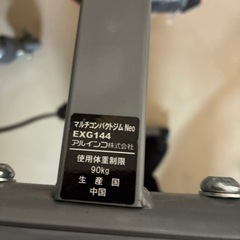 マルチコンパクトジム Neo
EXG144
アルインコ株式会社
使用体重制限
90kg
生産国
中国